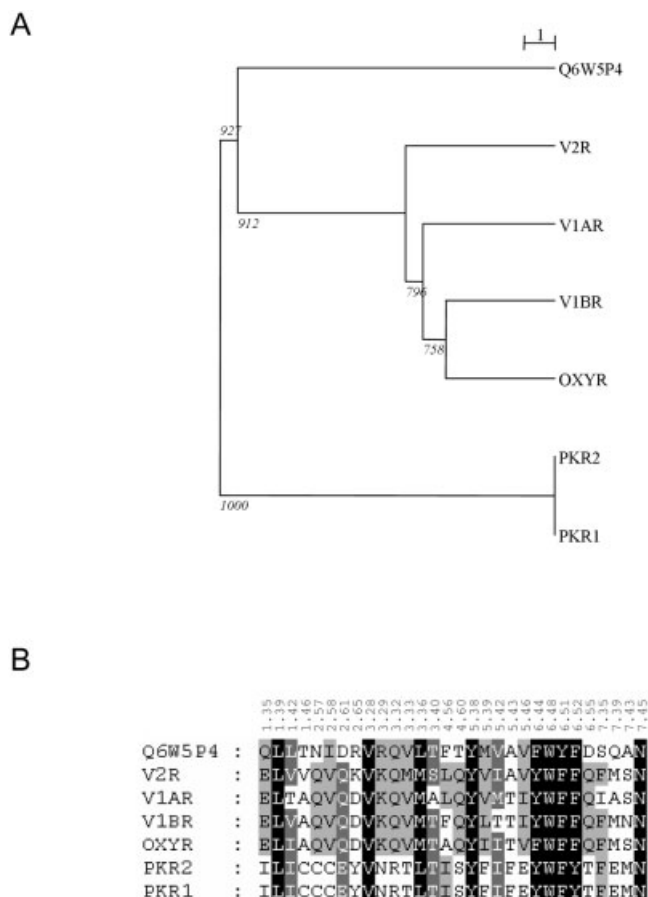 A
1
Q6W5P4
927
V2R
912
V1AR
796
V1BR
758
OXYR
PKR2
1000
PKR1
B
1.35 1.39 1.42 1.46 2.57 2.58 2.61 2.65 3.28 3.29 3.32 3.33 3.36 3.40 4.56 4.60 5.38 5.39 5.42 5.43 5.46 6.44 6.48 6.51 6.52 6.55 7.35 7.39 7.43 7.45
Q6W5P4 : QLLTNIDRVRQVLTFTYMVAVFWYFDSQAN
V2R : ELVVQVQKVKQMMSLQYVIAVYWFFQFMSN
V1AR : ELTAQVQDVKQVMALQYVMTIYWFFQIASN
V1BR : ELVAQVQDVKQVMTFQYLTTIYWFFQFMNN
OXYR : ELIAQVQDVKQVMTAQYIITVYWFFQFMSN
PKR2 : ILICCCEYVNRTLTISYFIFEYWFYTFEMN
PKR1 : ILICCCEYVNRTLTISYFIFEYWFYTFEMN